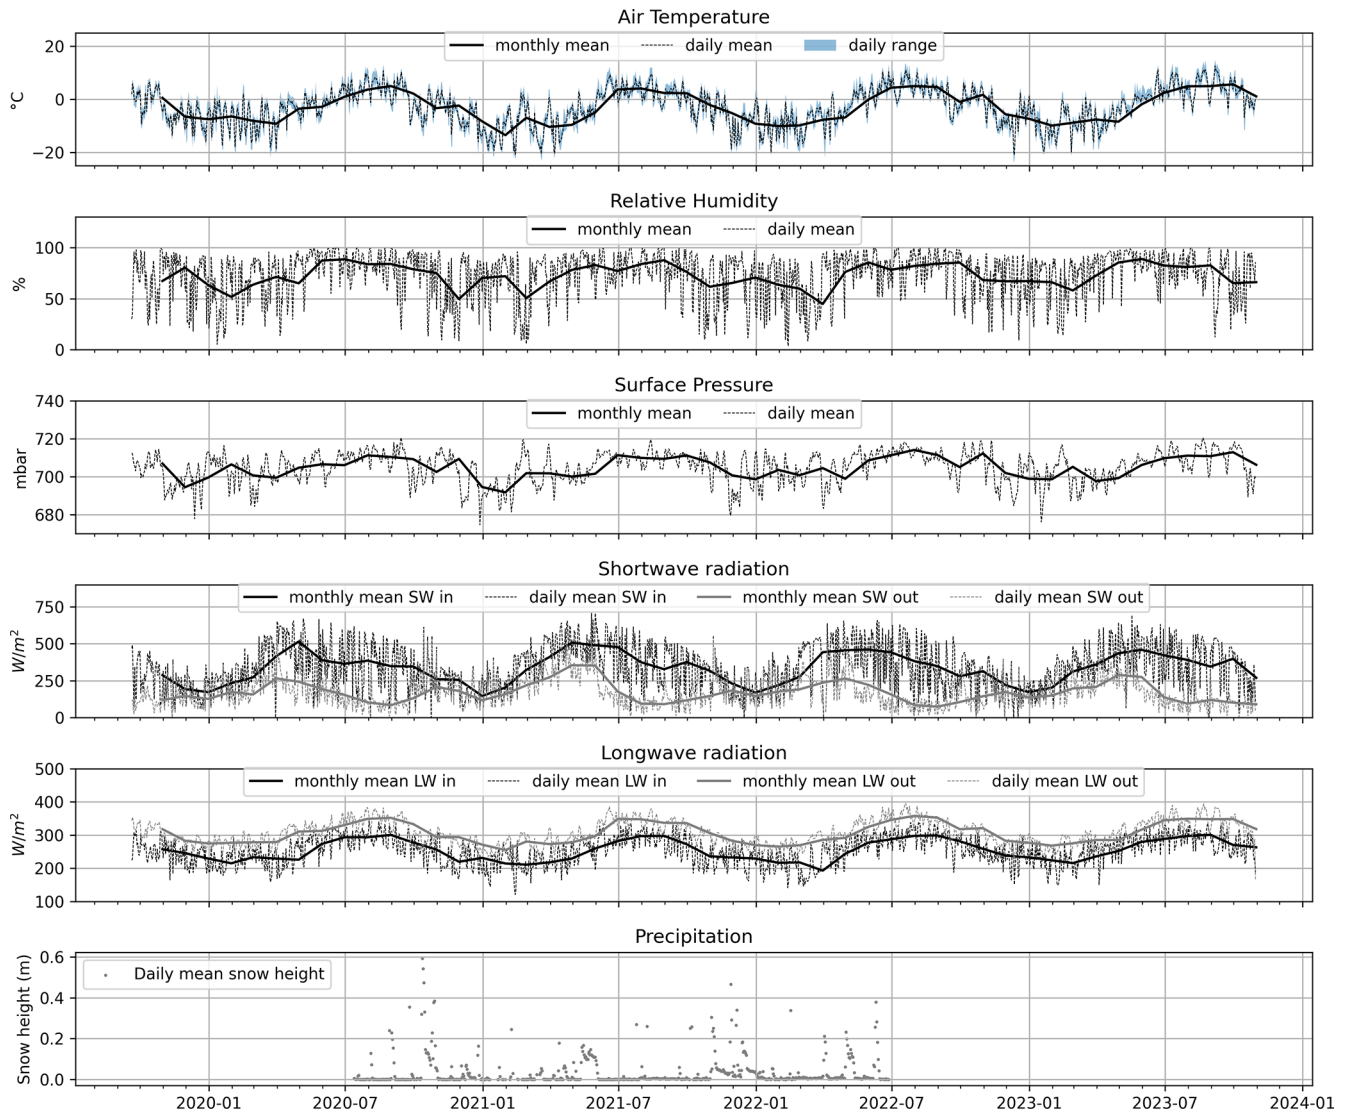 Air Temperature
monthly mean daily mean daily range
20
0
−20
°C
Relative Humidity
monthly mean daily mean
100
50
0
%
Surface Pressure
monthly mean daily mean
740
720
700
680
mbar
Shortwave radiation
monthly mean SW in daily mean SW in monthly mean SW out daily mean SW out
750
500
250
0
W/m²
Longwave radiation
monthly mean LW in daily mean LW in monthly mean LW out daily mean LW out
500
400
300
200
100
W/m²
Precipitation
Daily mean snow height
0.6
0.4
0.2
0.0
Snow height (m)
2020-01 2020-07 2021-01 2021-07 2022-01 2022-07 2023-01 2023-07 2024-01